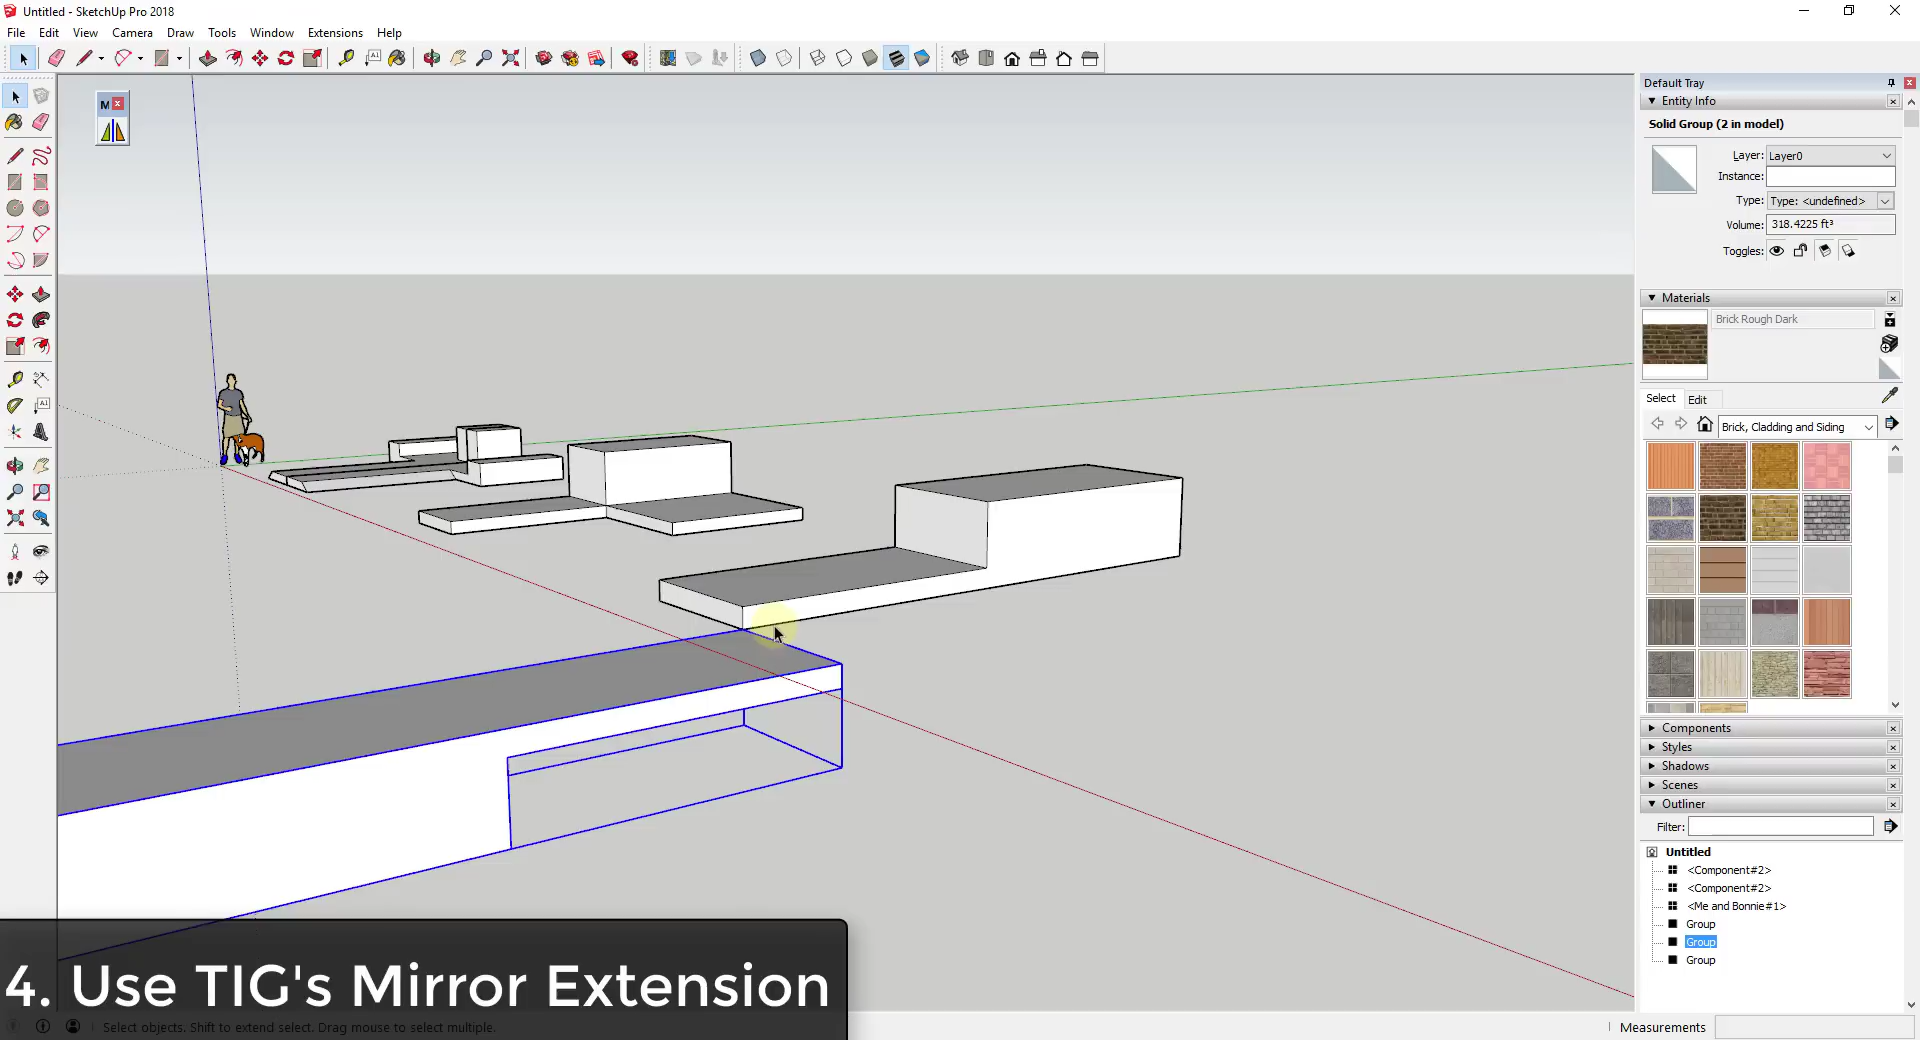 Untitled - SketchUp Pro 2018
File Edit View Camera Draw Tools Window Extensions Help
M
Default Tray
Entity Info
Solid Group (2 in model)
Layer: Layer0
Instance:
Type: Type: <undefined>
Volume: 318.4225 ft³
Toggles:
Materials
Brick Rough Dark
Select Edit
Brick, Cladding and Siding
Components
Styles
Shadows
Scenes
Outliner
Filter:
Untitled
<Component#2>
<Component#2>
<Me and Bonnie#1>
Group
Group
Group
4. Use TIG's Mirror Extension
Select objects. Shift to extend select. Drag mouse to select multiple.
Measurements